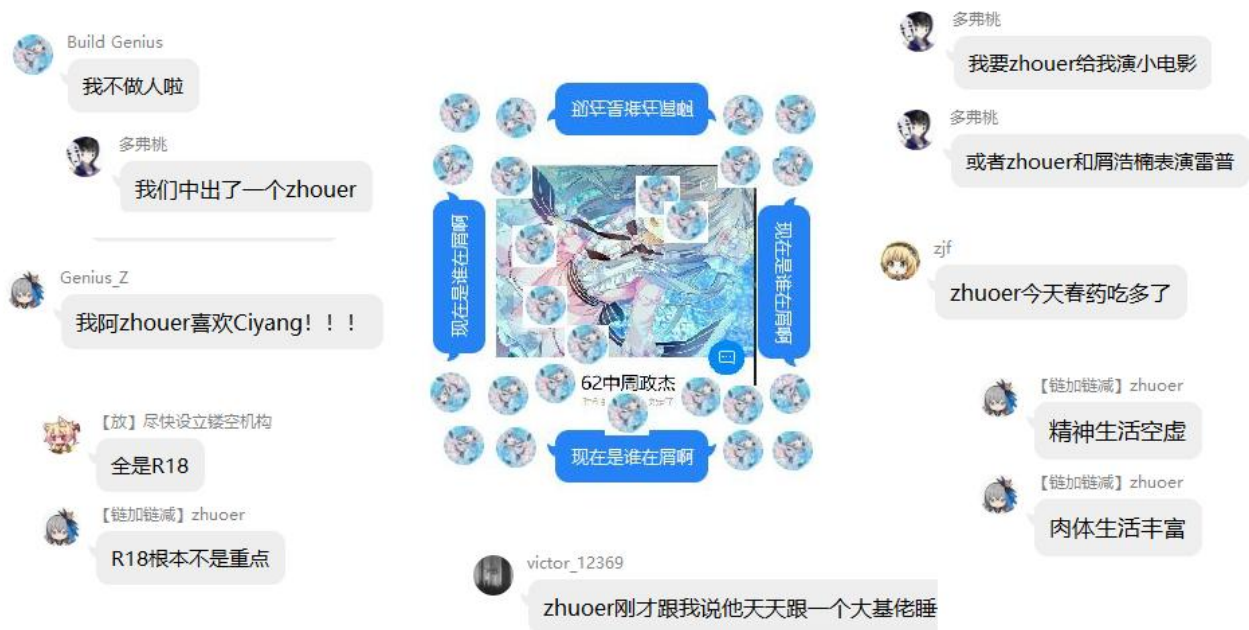 Build Genius
我不做人啦
多弗桃
我们中出了一个zhouer
Genius_Z
我阿zhouer喜欢Ciyang！！！
【放】尽快设立镂空机构
全是R18
【链加链减】zhuoer
R18根本不是重点
现在是谁在屑啊
现在是谁在屑啊
现在是谁在屑啊
62中周政杰
现在是谁在屑啊
victor_12369
zhuoer刚才跟我说他天天跟一个大基佬睡
多弗桃
我要zhouer给我演小电影
多弗桃
或者zhouer和屑浩楠表演雷普
zjf
zhuoer今天春药吃多了
【链加链减】zhuoer
精神生活空虚
【链加链减】zhuoer
肉体生活丰富